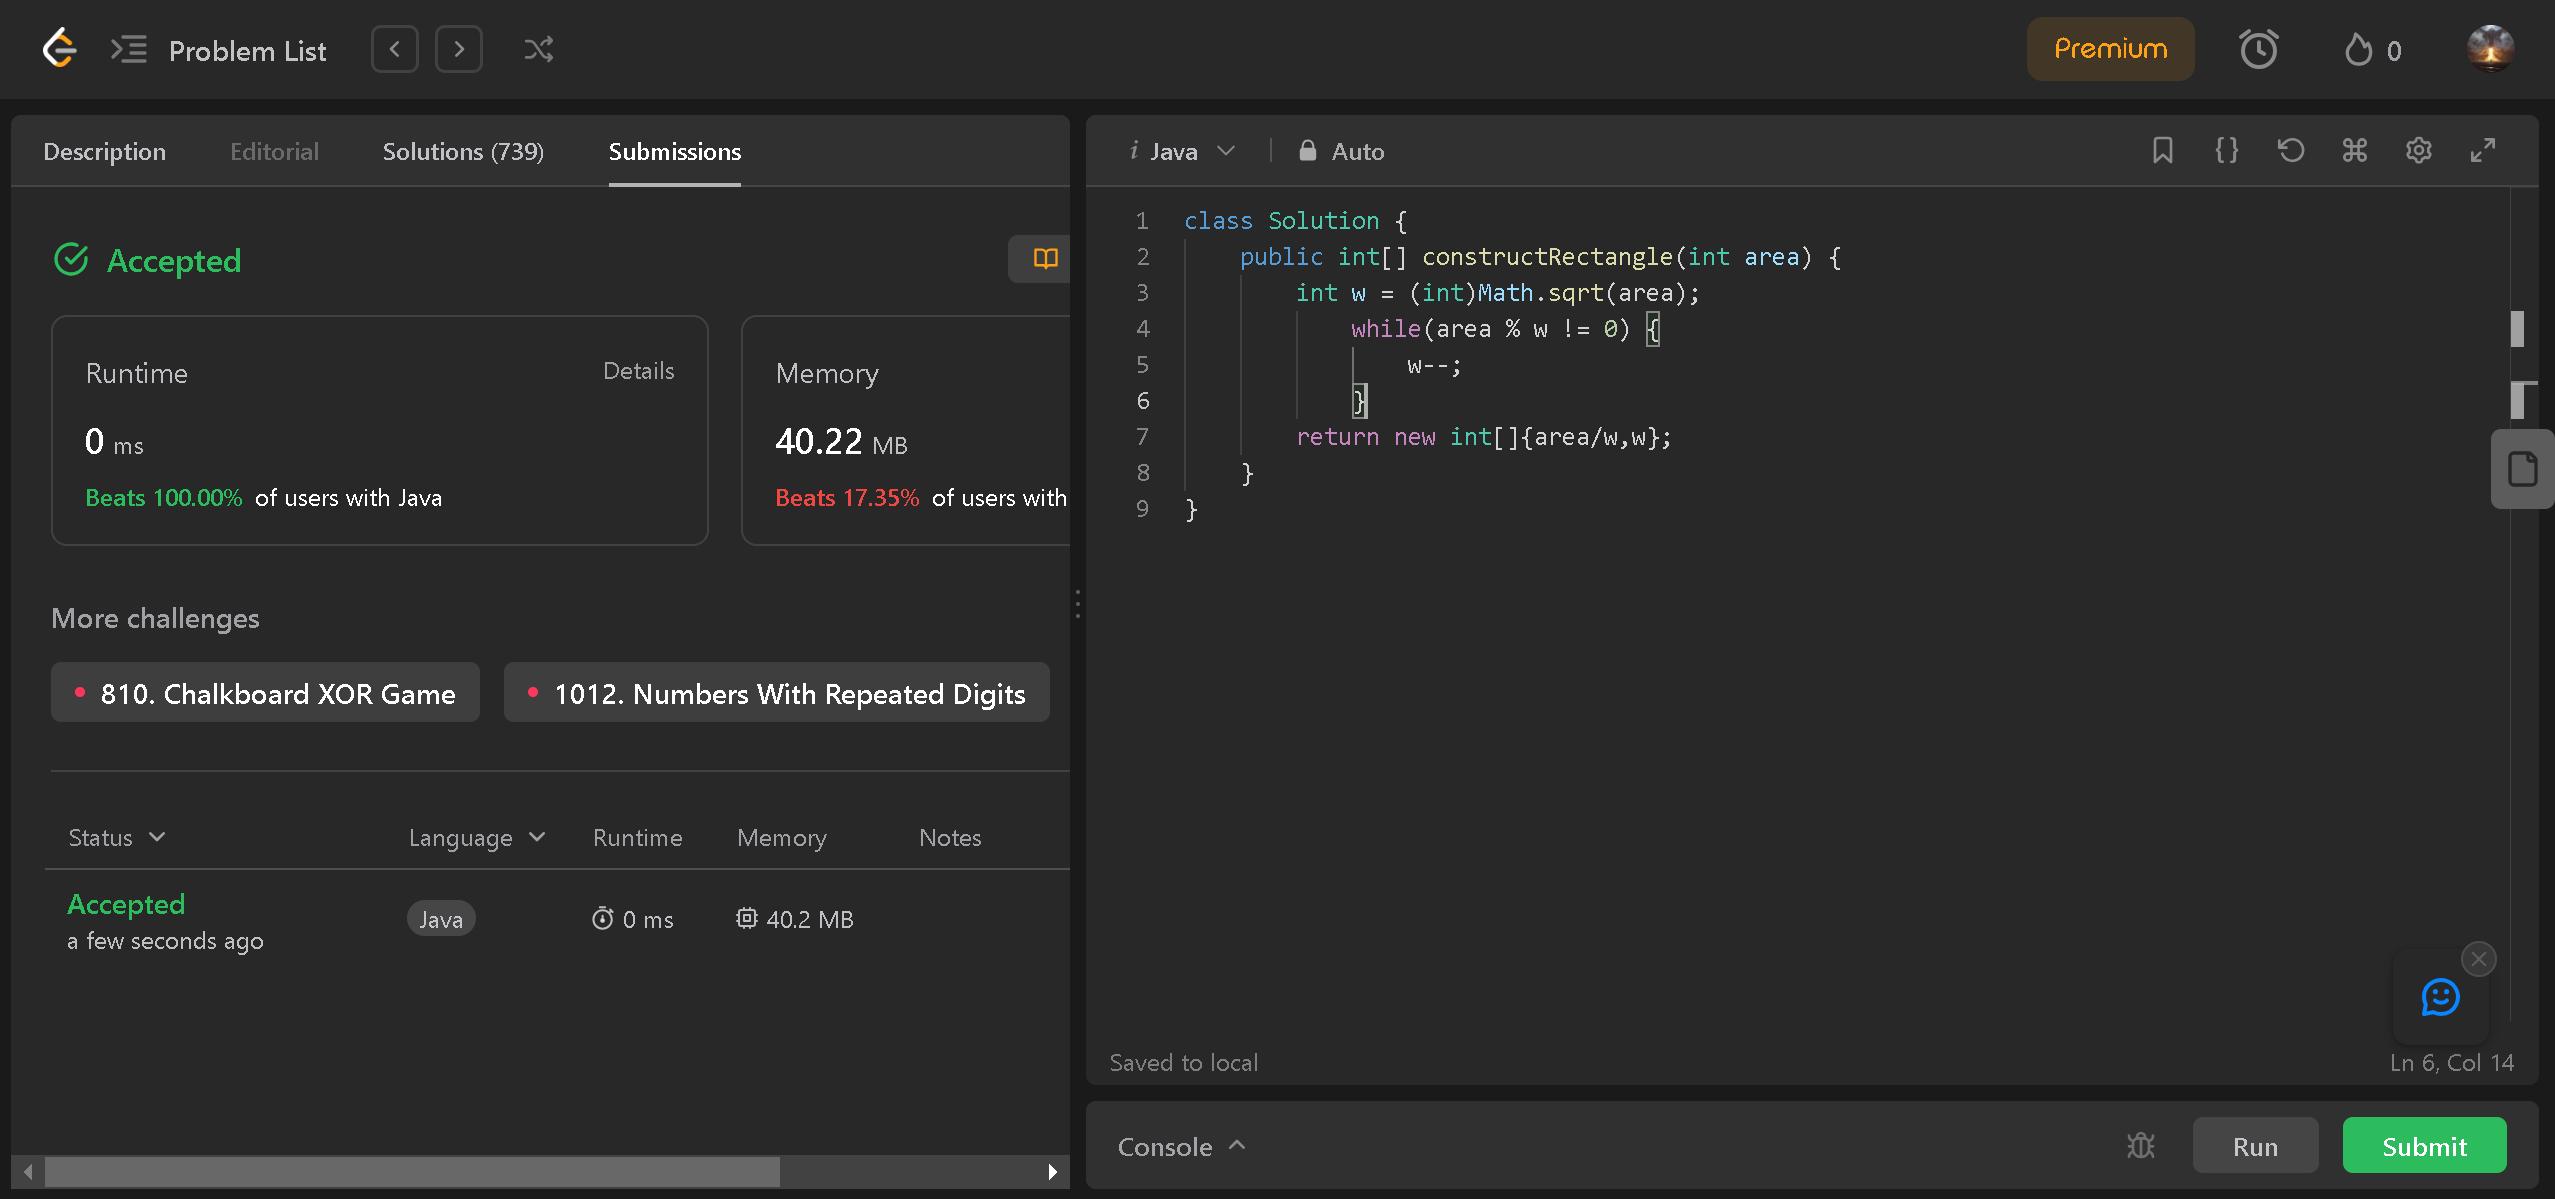 Problem List
Premium
0
Description Editorial Solutions (739) Submissions
Accepted
Runtime Details
0 ms
Beats 100.00% of users with Java
Memory
40.22 MB
Beats 17.35% of users with
More challenges
810. Chalkboard XOR Game
1012. Numbers With Repeated Digits
Status Language Runtime Memory Notes
Accepted
a few seconds ago
Java
0 ms
40.2 MB
i Java Auto
1 class Solution {
2 public int[] constructRectangle(int area) {
3 int w = (int)Math.sqrt(area);
4 while(area % w != 0) {
5 w--;
6 }
7 return new int[]{area/w,w};
8 }
9 }
Saved to local
Ln 6, Col 14
Console
Run
Submit